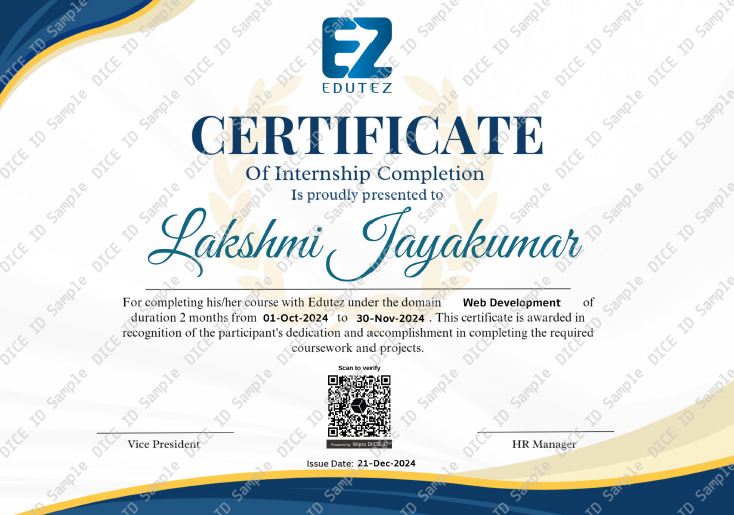 EZ
EDUTEZ
CERTIFICATE
Of Internship Completion
Is proudly presented to
Lakshmi Jayakumar
For completing his/her course with Edutez under the domain Web Development of
duration 2 months from 01-Oct-2024 to 30-Nov-2024 . This certificate is awarded in
recognition of the participant's dedication and accomplishment in completing the required
coursework and projects.
Scan to veirify
Powered by Wipro DICE ID
Vice President
HR Manager
Issue Date: 21-Dec-2024
DICE ID Sample